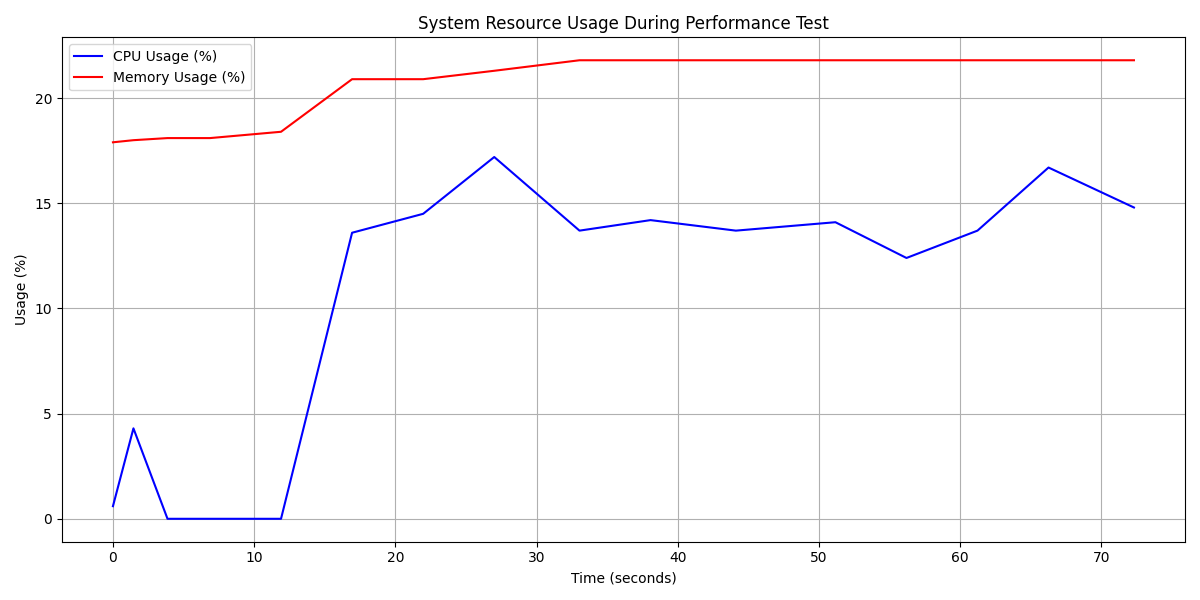 System Resource Usage During Performance Test
CPU Usage (%)
Memory Usage (%)
Usage (%)
20
15
10
5
0
0 10 20 30 40 50 60 70
Time (seconds)